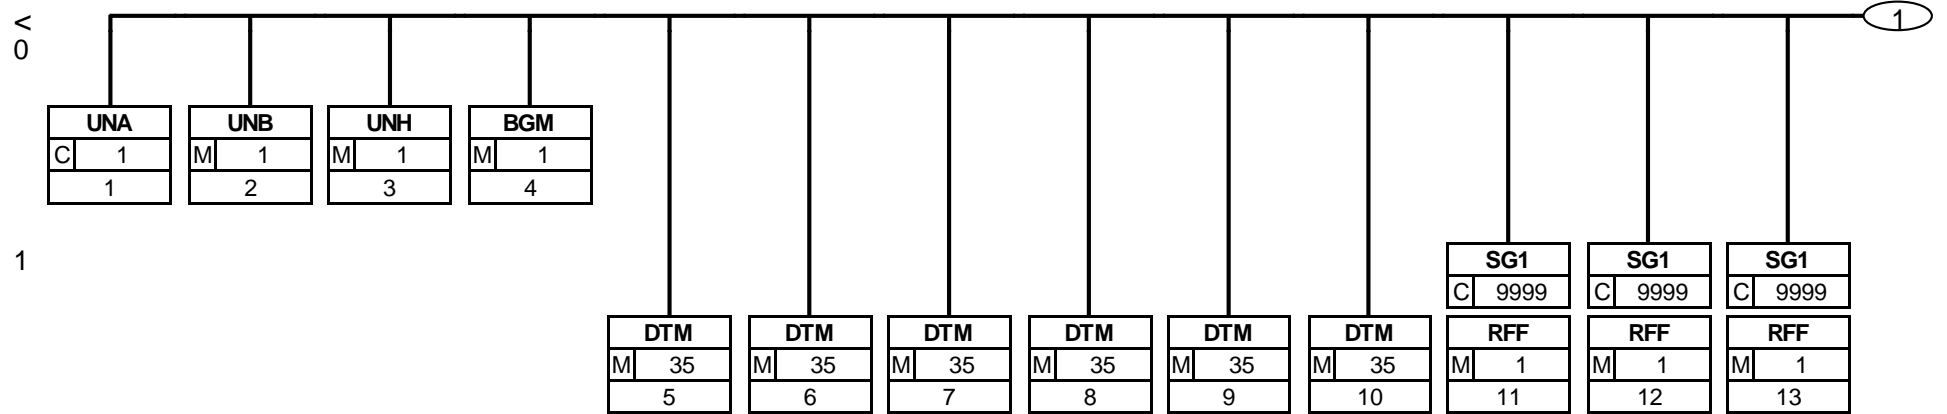 <
0
1
UNA UNB UNH BGM
C 1 M 1 M 1 M 1
1 2 3 4
1
SG1 SG1 SG1
C 9999 C 9999 C 9999
DTM DTM DTM DTM DTM DTM RFF RFF RFF
M 35 M 35 M 35 M 35 M 35 M 35 M 1 M 1 M 1
5 6 7 8 9 10 11 12 13